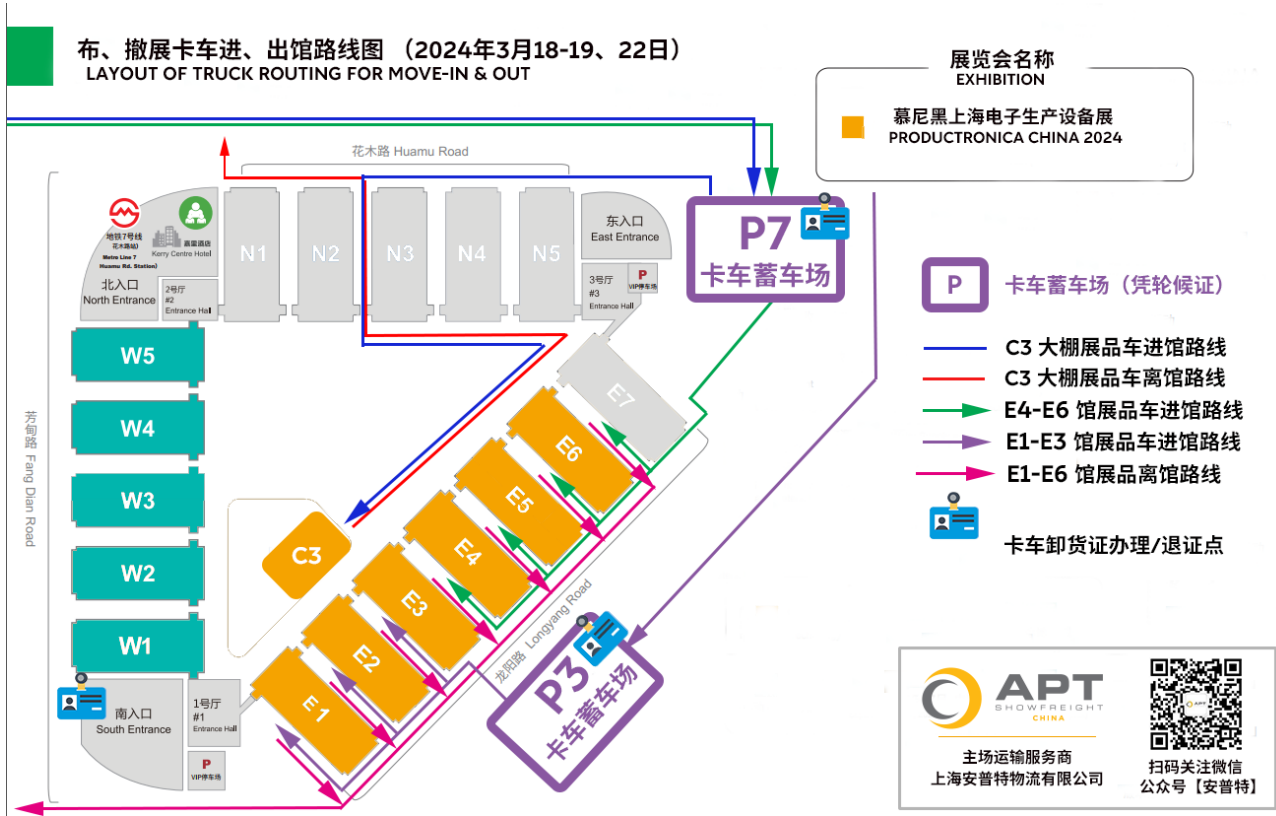 布、撤展卡车进、出馆路线图 （2024年3月18-19、22日）
LAYOUT OF TRUCK ROUTING FOR MOVE-IN & OUT
展览会名称
EXHIBITION
慕尼黑上海电子生产设备展
PRODUCTRONICA CHINA 2024
花木路 Huamu Road
地铁7号线
花木路站)
Metro Line 7
Huamu Rd. Station)
嘉里酒店
Kerry Centre Hotel
北入口
North Entrance
2号厅
#2
Entrance Hall
N1
N2
N3
N4
N5
东入口
East Entrance
3号厅
#3
Entrance Hall
P
VIP停车场
P7
卡车蓄车场
P
卡车蓄车场（凭轮候证）
C3 大棚展品车进馆路线
C3 大棚展品车离馆路线
E4-E6 馆展品车进馆路线
E1-E3 馆展品车进馆路线
E1-E6 馆展品离馆路线
卡车卸货证办理/退证点
芳甸路 Fang Dian Road
W5
W4
W3
W2
W1
E7
E6
E5
E4
E3
E2
E1
C3
龙阳路 Longyang Road
P3
卡车蓄车场
南入口
South Entrance
1号厅
#1
Entrance Hall
P
VIP停车场
APT
SHOWFREIGHT
CHINA
主场运输服务商
上海安普特物流有限公司
APT
扫码关注微信
公众号【安普特】